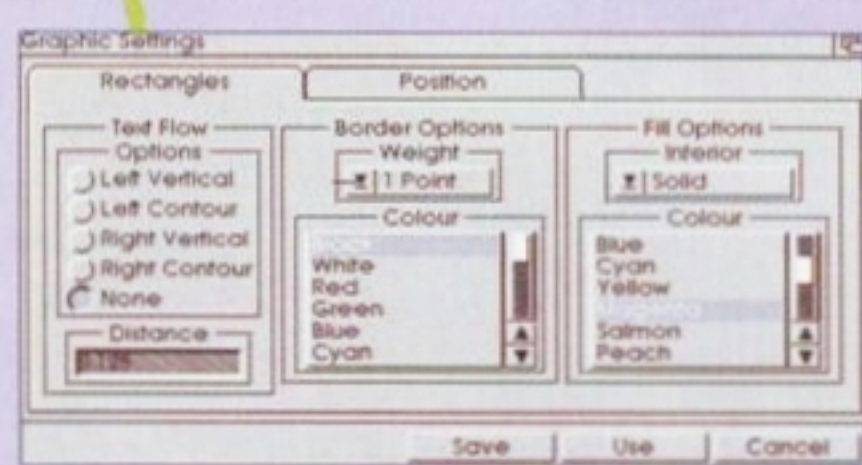 Graphic Settings
Rectangles
Position
Text Flow
Options
Left Vertical
Left Contour
Right Vertical
Right Contour
None
Distance
Border Options
Weight
1 Point
Colour
White
Red
Green
Blue
Cyan
Fill Options
Interior
Solid
Colour
Blue
Cyan
Yellow
Salmon
Peach
Save
Use
Cancel